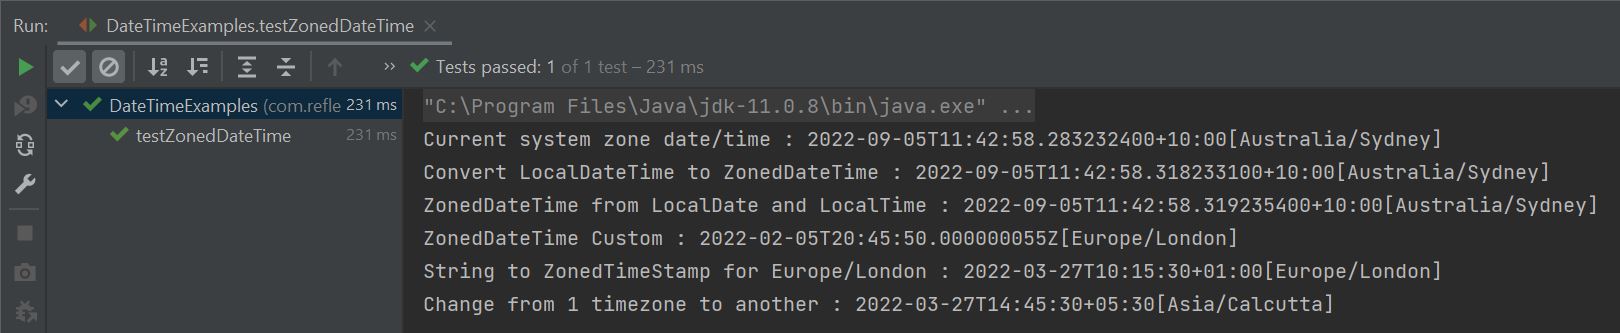 Run: DateTimeExamples.testZonedDateTime
Tests passed: 1 of 1 test – 231 ms
DateTimeExamples (com.refle 231 ms
testZonedDateTime 231 ms
"C:\Program Files\Java\jdk-11.0.8\bin\java.exe" ...
Current system zone date/time : 2022-09-05T11:42:58.283232400+10:00[Australia/Sydney]
Convert LocalDateTime to ZonedDateTime : 2022-09-05T11:42:58.318233100+10:00[Australia/Sydney]
ZonedDateTime from LocalDate and LocalTime : 2022-09-05T11:42:58.319235400+10:00[Australia/Sydney]
ZonedDateTime Custom : 2022-02-05T20:45:50.000000055Z[Europe/London]
String to ZonedTimeStamp for Europe/London : 2022-03-27T10:15:30+01:00[Europe/London]
Change from 1 timezone to another : 2022-03-27T14:45:30+05:30[Asia/Calcutta]